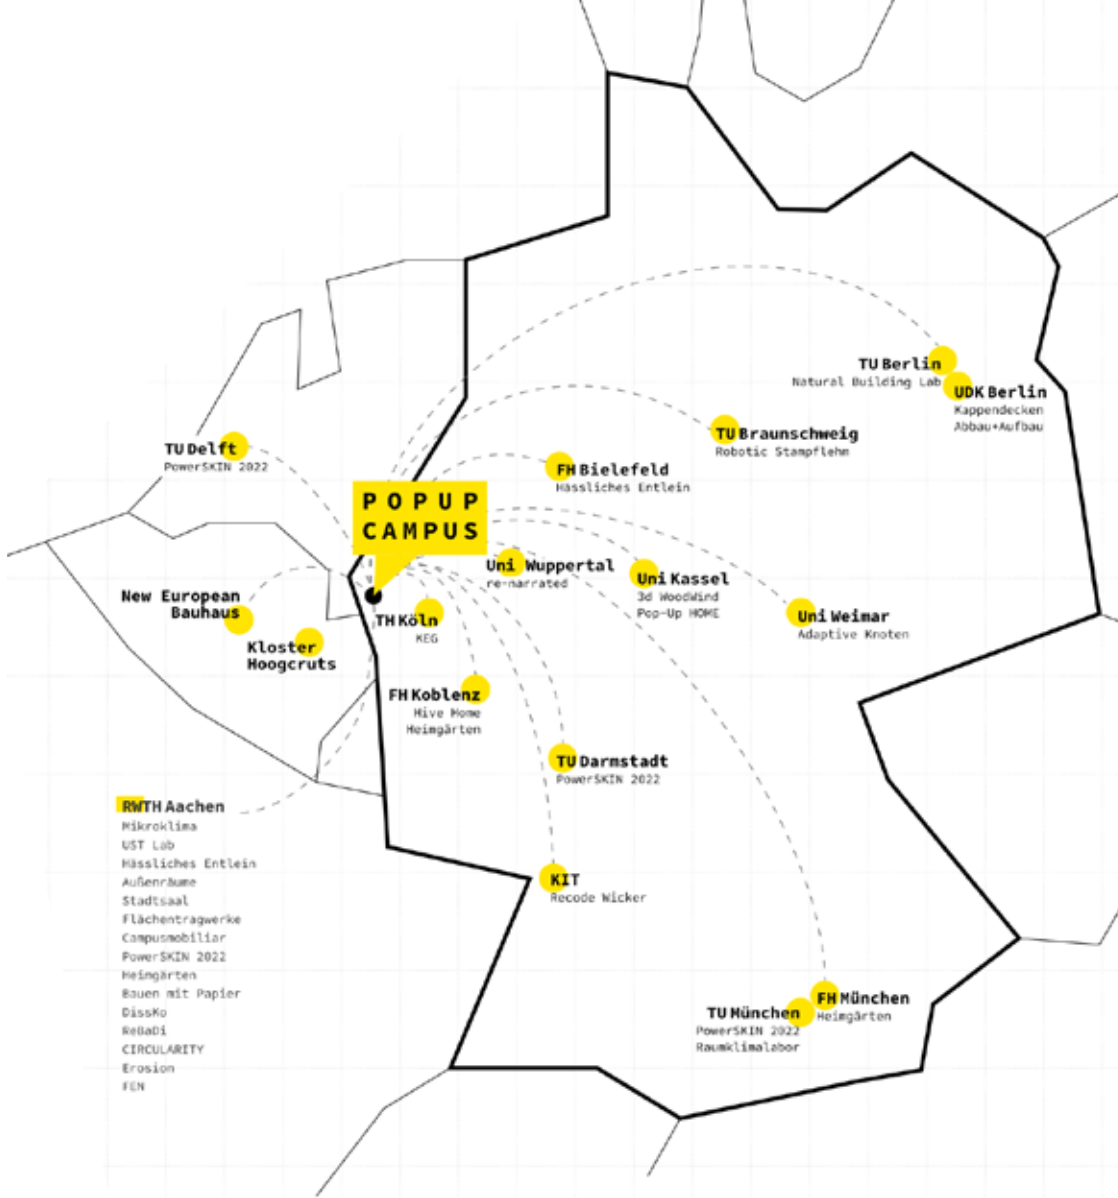 TU Berlin
Natural Building Lab
UDK Berlin
Kappendecken
Abbau+Aufbau
TU Braunschweig
Robotic Stampflehm
TU Delft
PowerSKIN 2022
FH Bielefeld
Hässliches Entlein
POPUP
CAMPUS
Uni Wuppertal
re-narrated
Uni Kassel
3d WoodWind
Pop-Up HOME
New European
Bauhaus
TH Köln
KEG
Uni Weimar
Adaptive Knoten
Kloster
Hoogcruts
FH Koblenz
Hive Home
Heimgärten
TU Darmstadt
PowerSKIN 2022
RWTH Aachen
Mikroklima
UST Lab
Hässliches Entlein
Außenräume
Stadtsaal
Flächentragwerke
Campusmobiliar
PowerSKIN 2022
Heimgärten
Bauen mit Papier
DissKo
ReBaDi
CIRCULARITY
Erosion
FEN
KIT
Recode Wicker
FH München
Heimgärten
TU München
PowerSKIN 2022
Raumklimalabor